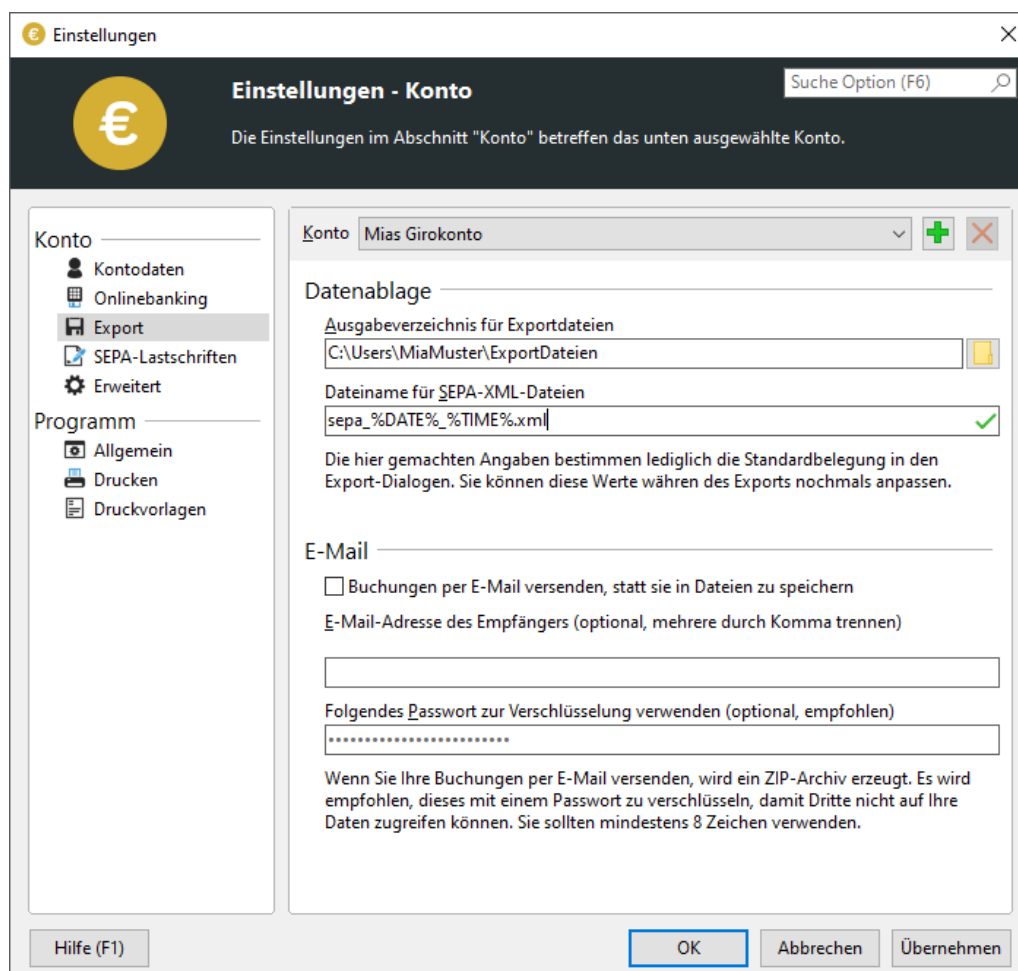 Einstellungen
Einstellungen - Konto
Suche Option (F6)
Die Einstellungen im Abschnitt "Konto" betreffen das unten ausgewählte Konto.
Konto
Kontodaten
Onlinebanking
Export
SEPA-Lastschriften
Erweitert
Programm
Allgemein
Drucken
Druckvorlagen
Konto Mias Girokonto
Datenablage
Ausgabeverzeichnis für Exportdateien
C:\Users\MiaMuster\ExportDateien
Dateiname für SEPA-XML-Dateien
sepa_%DATE%_%TIME%.xml
Die hier gemachten Angaben bestimmen lediglich die Standardbelegung in den
Export-Dialogen. Sie können diese Werte während des Exports nochmals anpassen.
E-Mail
Buchungen per E-Mail versenden, statt sie in Dateien zu speichern
E-Mail-Adresse des Empfängers (optional, mehrere durch Komma trennen)
Folgendes Passwort zur Verschlüsselung verwenden (optional, empfohlen)
•••••••••••••••••••••••••
Wenn Sie Ihre Buchungen per E-Mail versenden, wird ein ZIP-Archiv erzeugt. Es wird
empfohlen, dieses mit einem Passwort zu verschlüsseln, damit Dritte nicht auf Ihre
Daten zugreifen können. Sie sollten mindestens 8 Zeichen verwenden.
Hilfe (F1)
OK
Abbrechen
Übernehmen